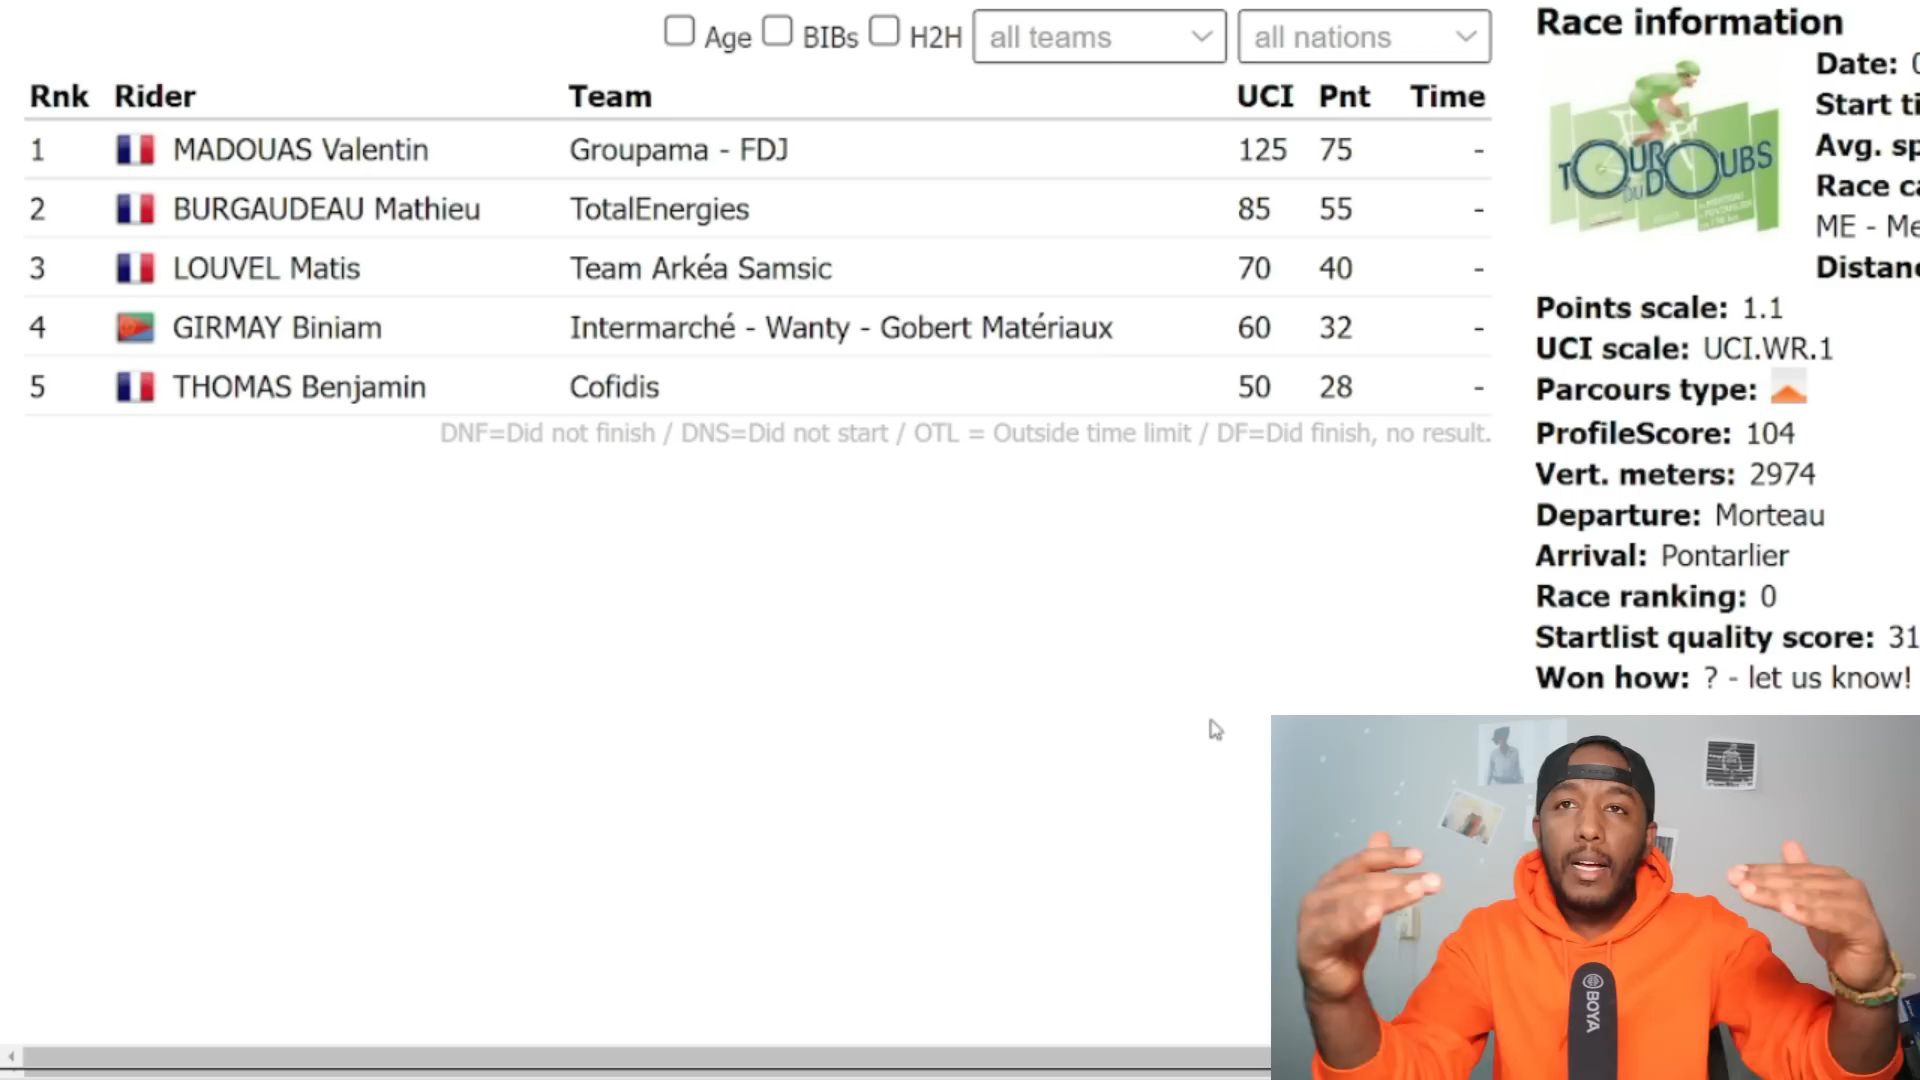 Age BIBs H2H all teams all nations
Rnk Rider Team UCI Pnt Time
1 MADOUAS Valentin Groupama - FDJ 125 75 -
2 BURGAUDEAU Mathieu TotalEnergies 85 55 -
3 LOUVEL Matis Team Arkéa Samsic 70 40 -
4 GIRMAY Biniam Intermarché - Wanty - Gobert Matériaux 60 32 -
5 THOMAS Benjamin Cofidis 50 28 -
DNF=Did not finish / DNS=Did not start / OTL = Outside time limit / DF=Did finish, no result.
Race information
TOUR DU DOUBS
Date:
Start ti
Avg. sp
Race ca
ME - Me
Distanc
Points scale: 1.1
UCI scale: UCI.WR.1
Parcours type:
ProfileScore: 104
Vert. meters: 2974
Departure: Morteau
Arrival: Pontarlier
Race ranking: 0
Startlist quality score: 31
Won how: ? - let us know!
BOYA